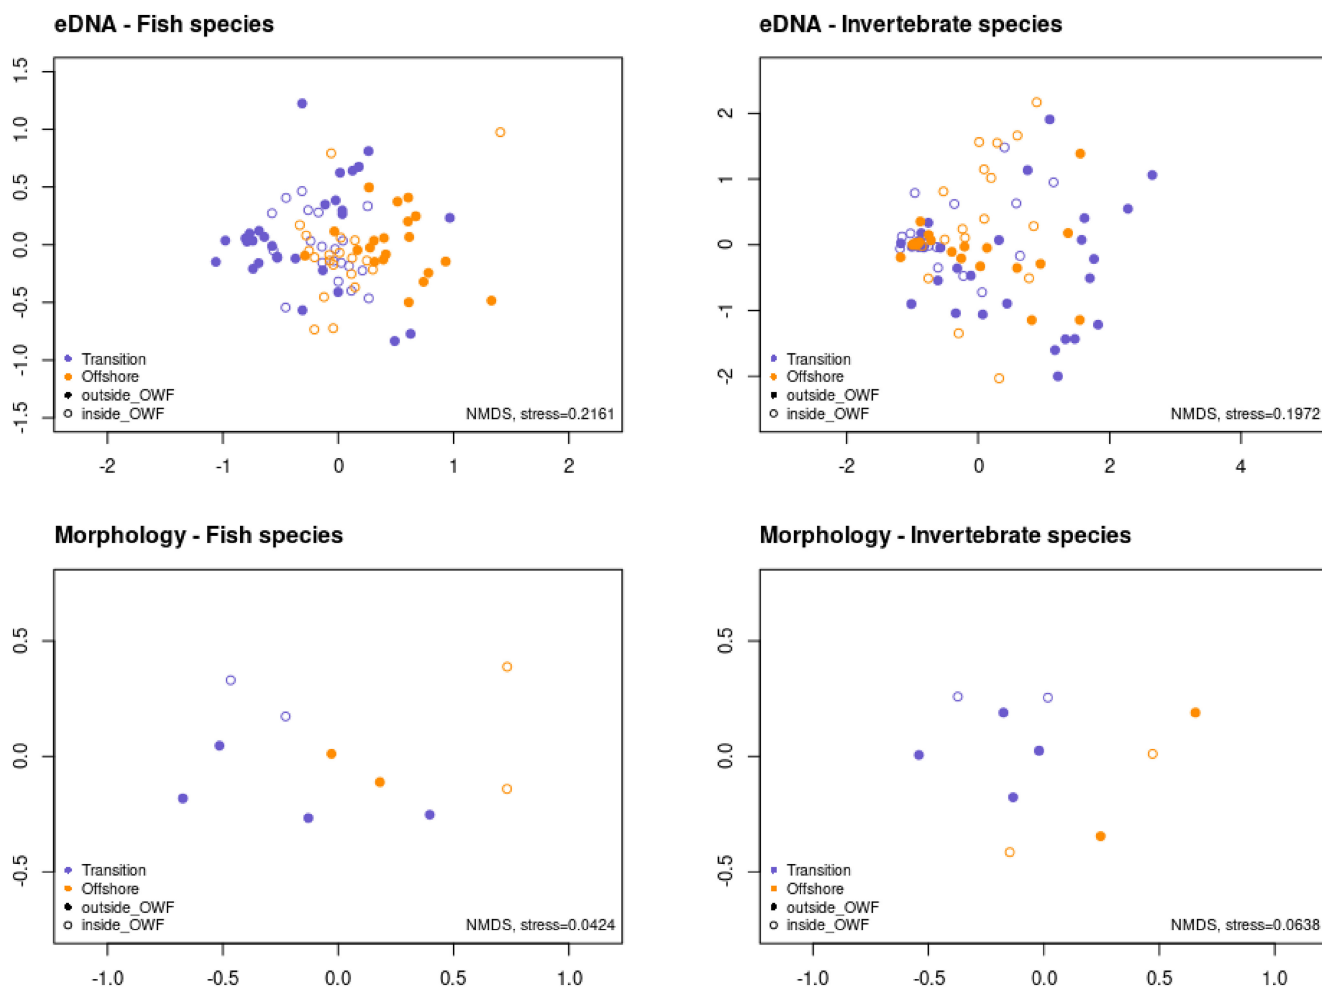 eDNA - Fish species
1.5
1.0
0.5
0.0
-0.5
-1.0
-1.5
Transition
Offshore
outside_OWF
inside_OWF
NMDS, stress=0.2161
-2 -1 0 1 2
eDNA - Invertebrate species
2
1
0
-1
-2
Transition
Offshore
outside_OWF
inside_OWF
NMDS, stress=0.1972
-2 0 2 4
Morphology - Fish species
0.5
0.0
-0.5
Transition
Offshore
outside_OWF
inside_OWF
NMDS, stress=0.0424
-1.0 -0.5 0.0 0.5 1.0
Morphology - Invertebrate species
0.5
0.0
-0.5
Transition
Offshore
outside_OWF
inside_OWF
NMDS, stress=0.0638
-1.0 -0.5 0.0 0.5 1.0